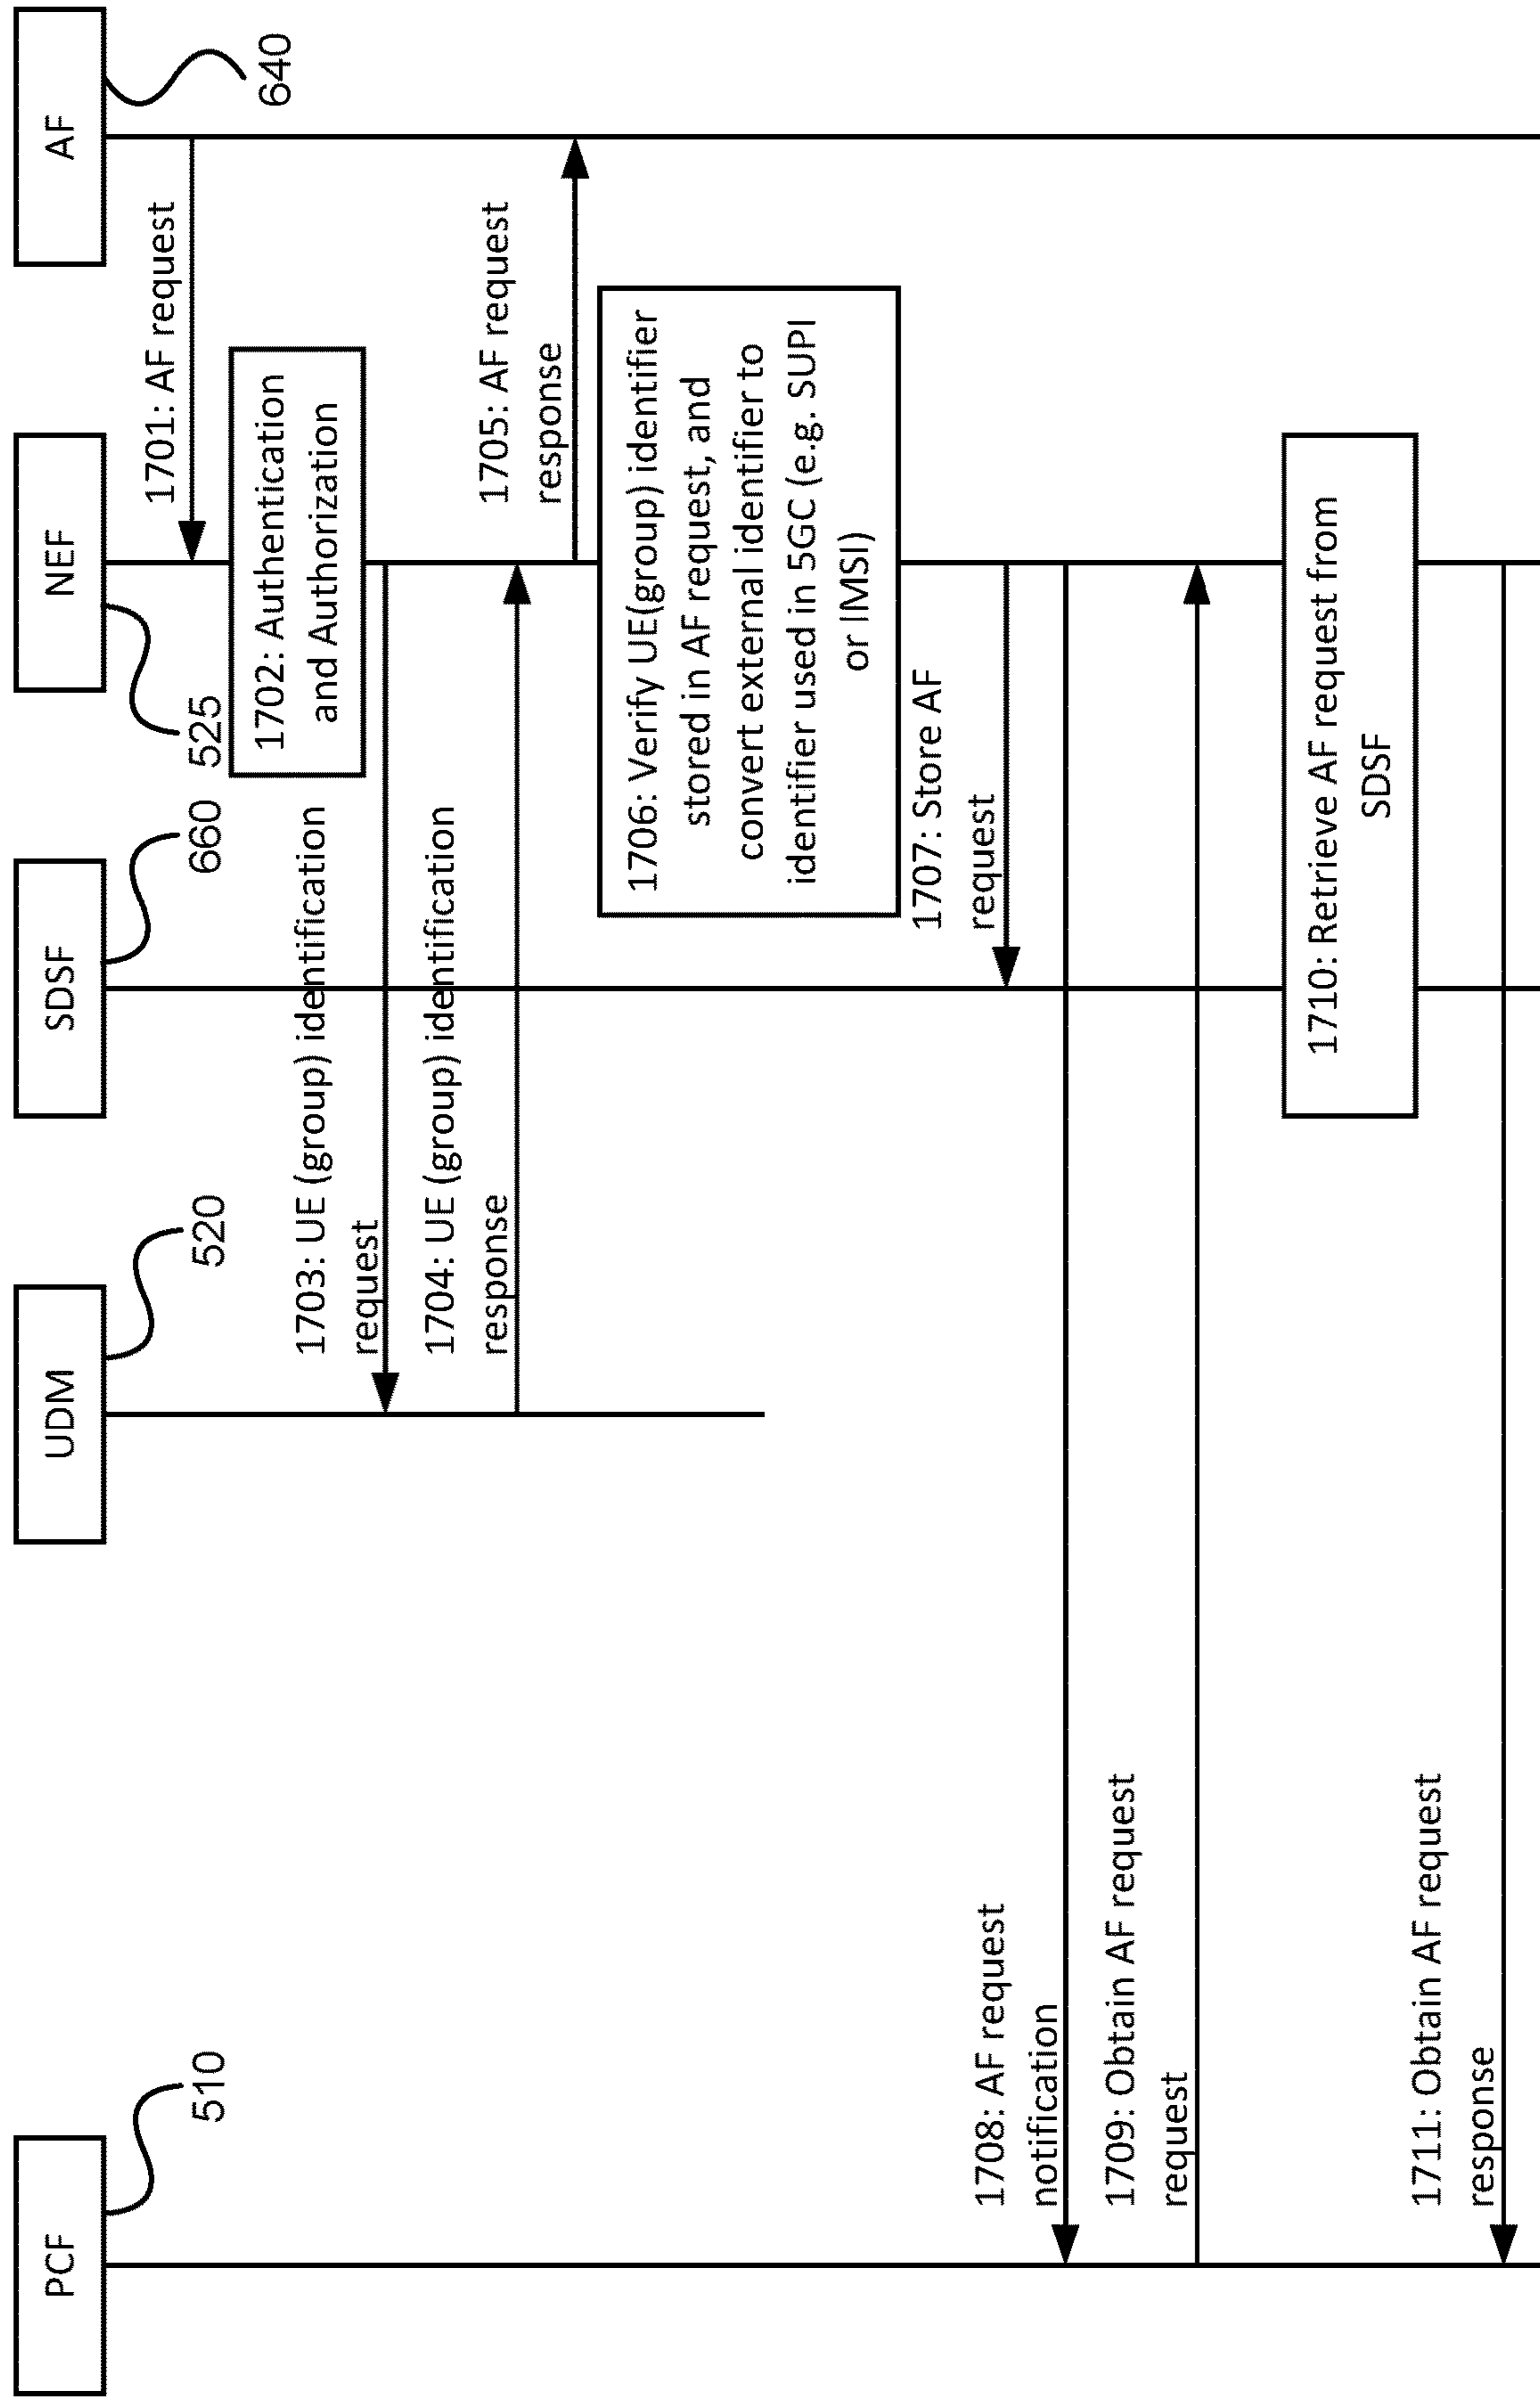 PCF
510
UDM
520
SDSF
660
NEF
525
AF
640
1701: AF request
1702: Authentication
and Authorization
1703: UE (group) identification
request
1704: UE (group) identification
response
1705: AF request
response
1706: Verify UE(group) identifier
stored in AF request, and
convert external identifier to
identifier used in 5GC (e.g. SUPI
or IMSI)
1707: Store AF
request
1708: AF request
notification
1709: Obtain AF request
request
1710: Retrieve AF request from
SDSF
1711: Obtain AF request
response